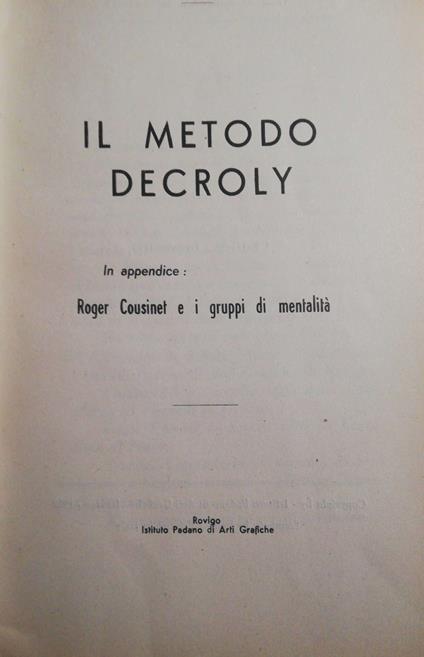 IL METODO
DECROLY
In appendice :
Roger Cousinet e i gruppi di mentalità
Rovigo
Istituto Padano di Arti Grafiche